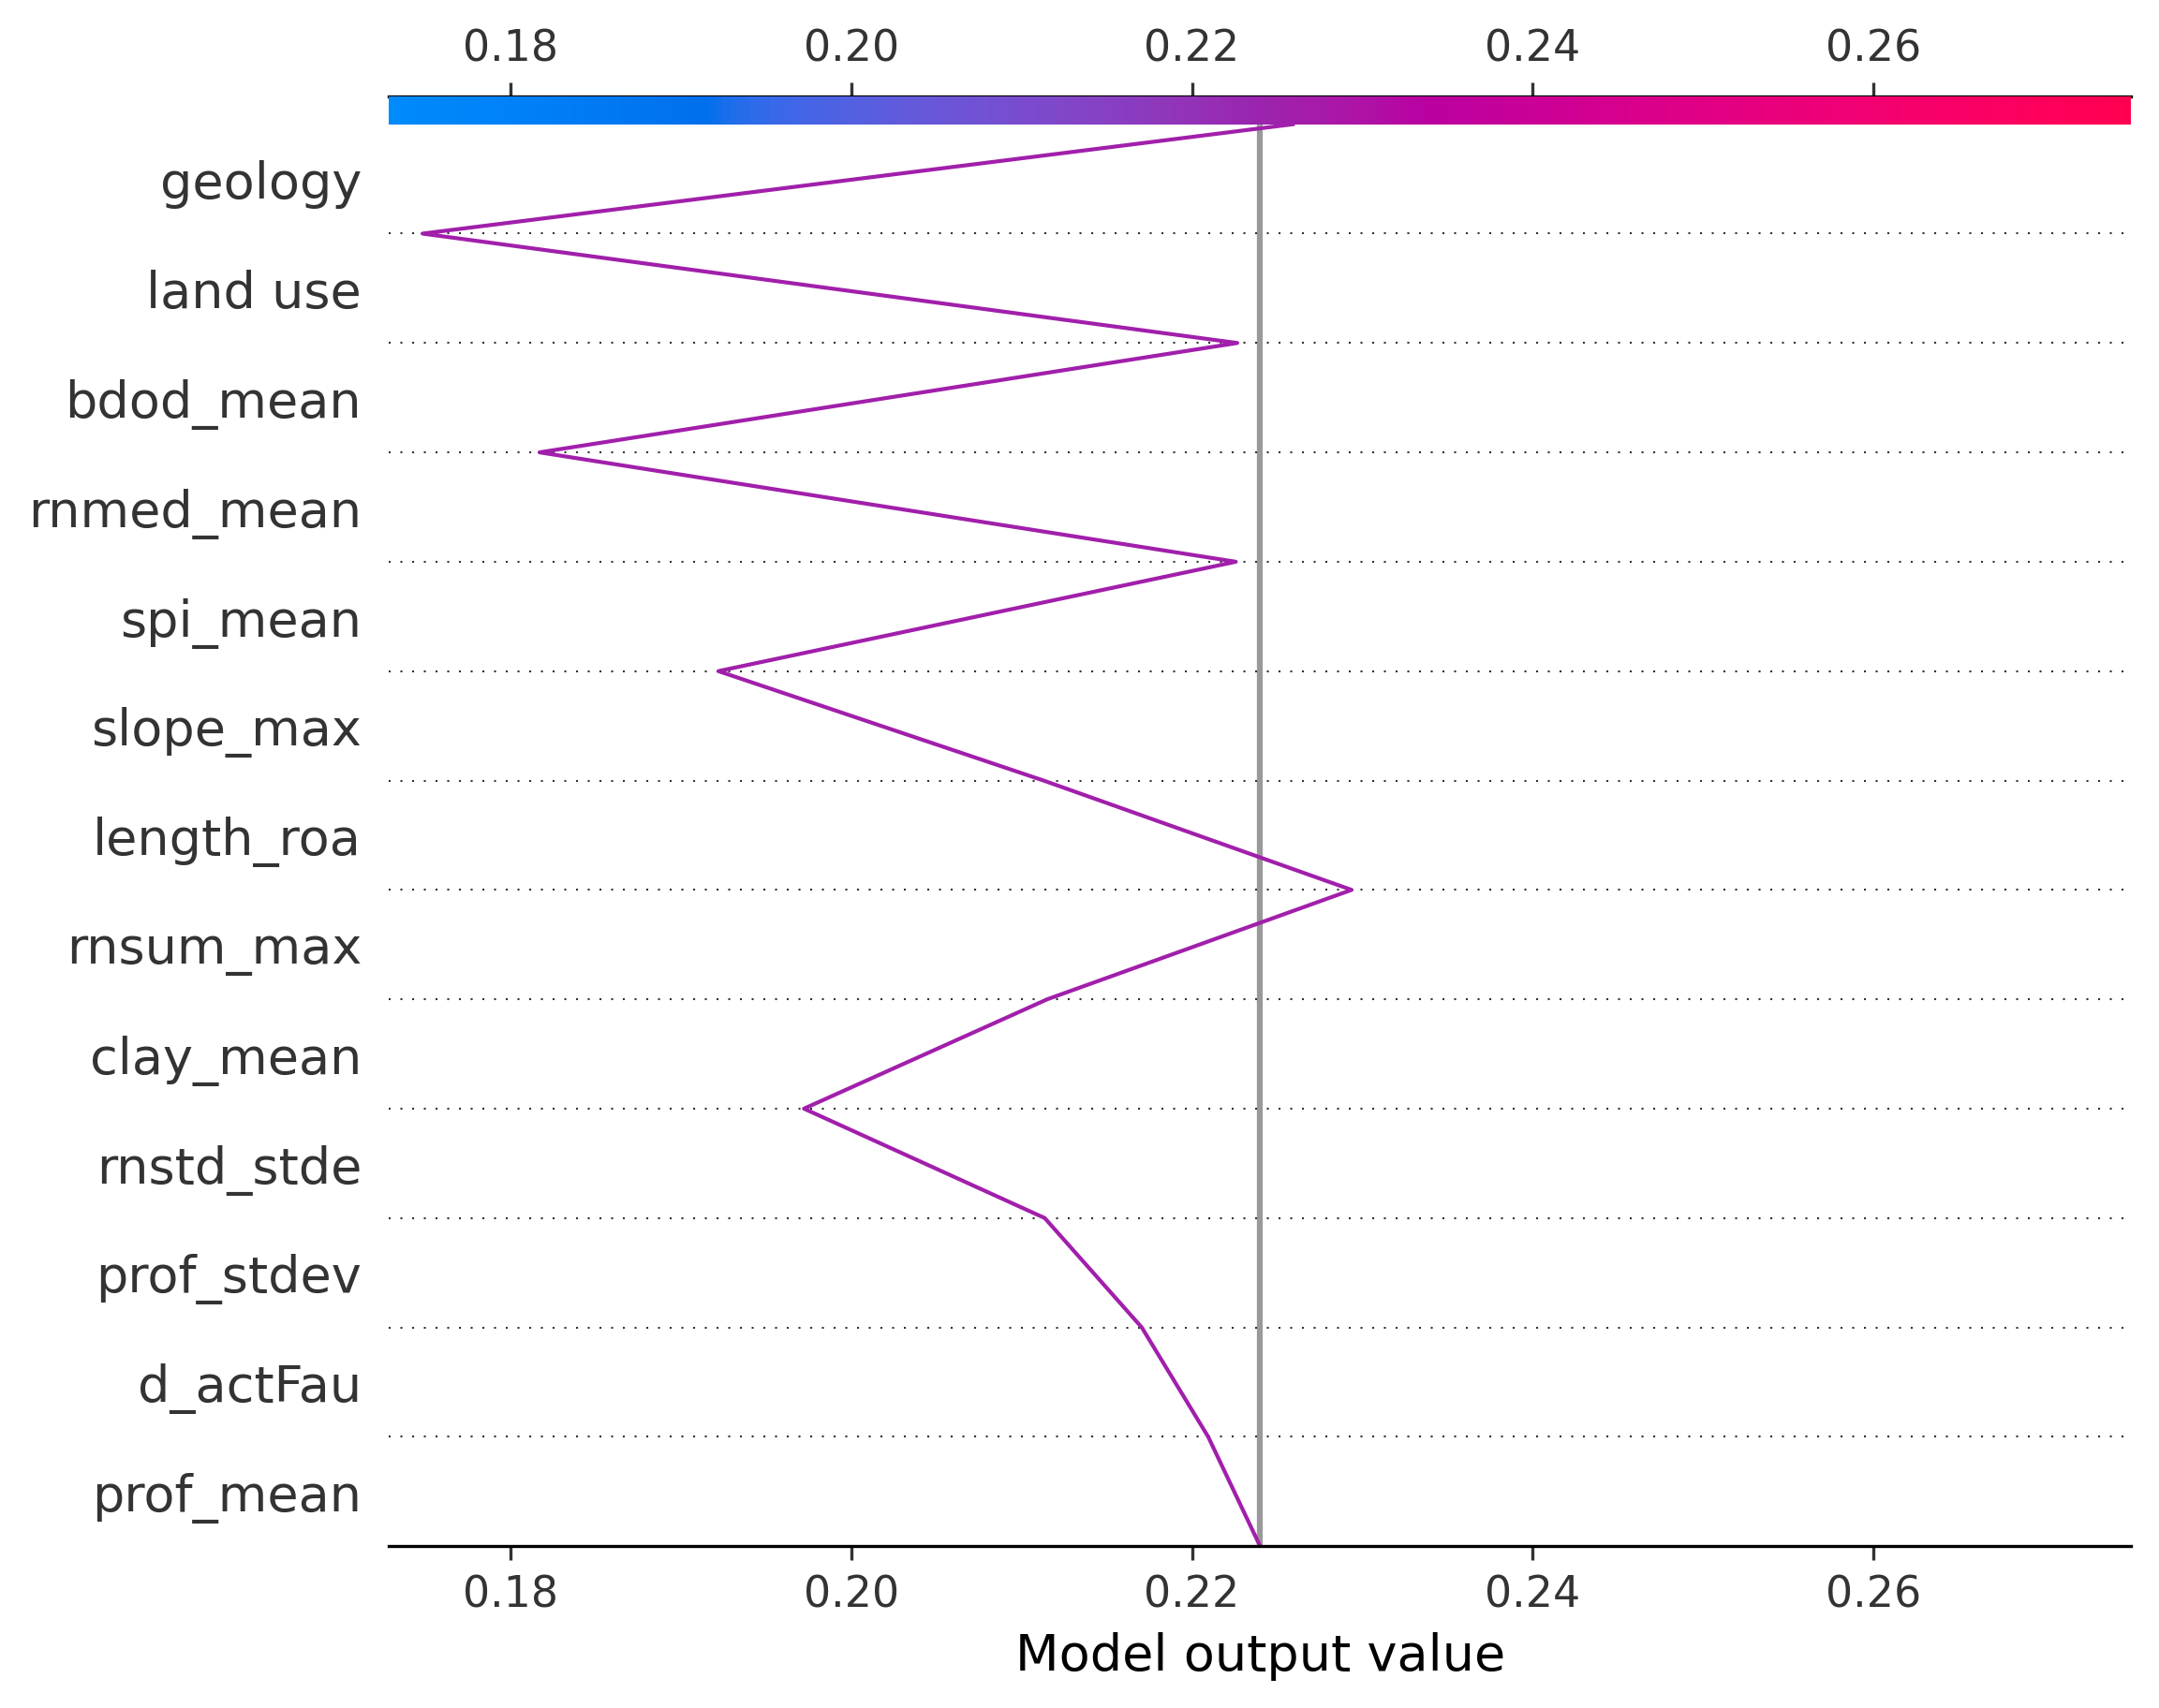 0.18 0.20 0.22 0.24 0.26
geology
land use
bdod_mean
rnmed_mean
spi_mean
slope_max
length_roa
rnsum_max
clay_mean
rnstd_stde
prof_stdev
d_actFau
prof_mean
0.18 0.20 0.22 0.24 0.26
Model output value